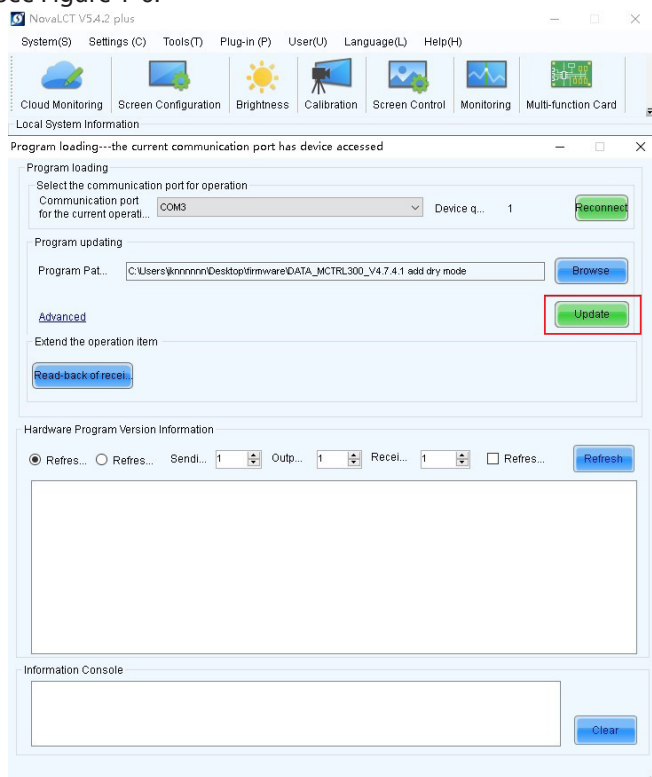 See Figure 1-6.
NovaLCT V5.4.2 plus
System(S) Settings (C) Tools(T) Plug-in (P) User(U) Language(L) Help(H)
Cloud Monitoring Screen Configuration Brightness Calibration Screen Control Monitoring Multi-function Card
Local System Information
Program loading---the current communication port has device accessed
Program loading
Select the communication port for operation
Communication port
for the current operati... COM3 Device q... 1 Reconnect
Program updating
Program Pat... C:\Users\jknnnnnn\Desktop\firmware\DATA_MCTRL300_V4.7.4.1 add dry mode Browse
Advanced Update
Extend the operation item
Read-back of recei...
Hardware Program Version Information
Refres... Refres... Sendi... 1 Outp... 1 Recei... 1 Refres... Refresh
Information Console
Clear